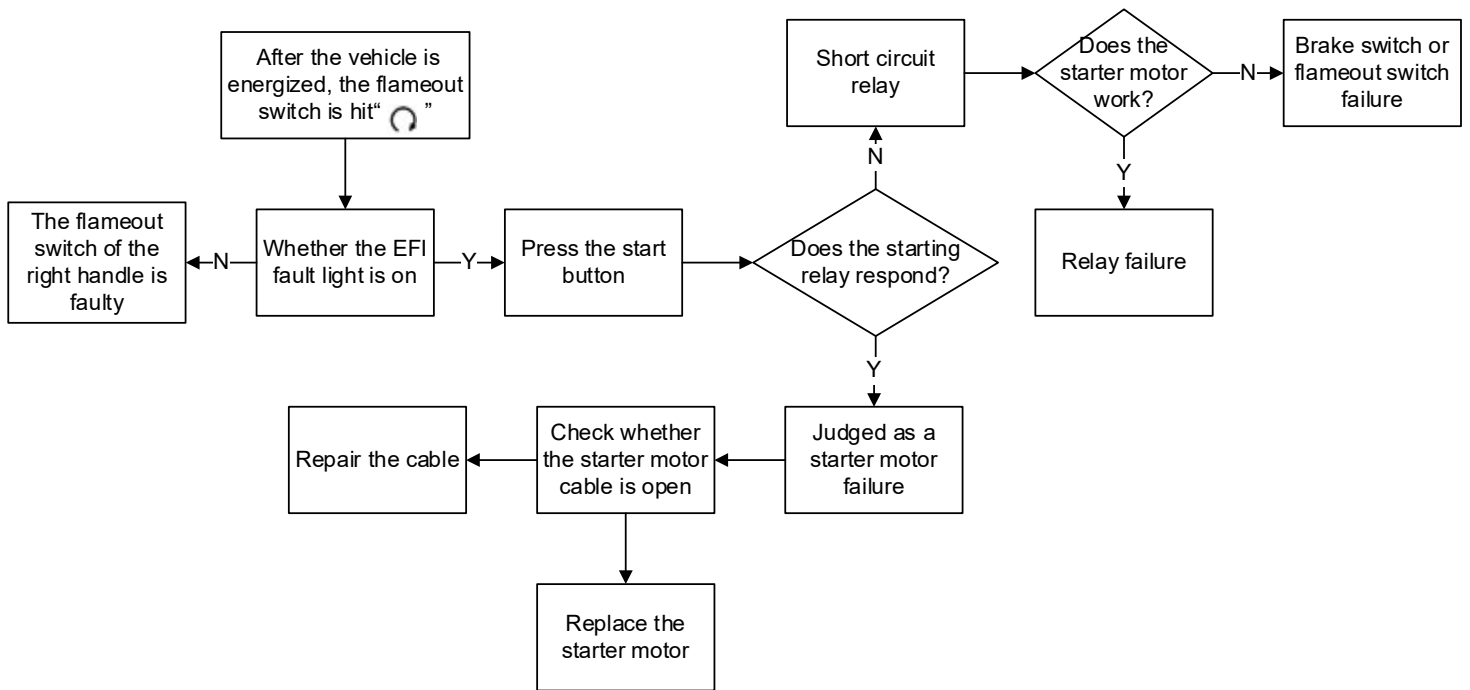 After the vehicle is
energized, the flameout
switch is hit“ ”
Short circuit
relay
Does the
starter motor
work?
N
Brake switch or
flameout switch
failure
N
Y
The flameout
switch of the
right handle is
faulty
N
Whether the EFI
fault light is on
Y
Press the start
button
Does the starting
relay respond?
Relay failure
Y
Repair the cable
Check whether
the starter motor
cable is open
Judged as a
starter motor
failure
Replace the
starter motor